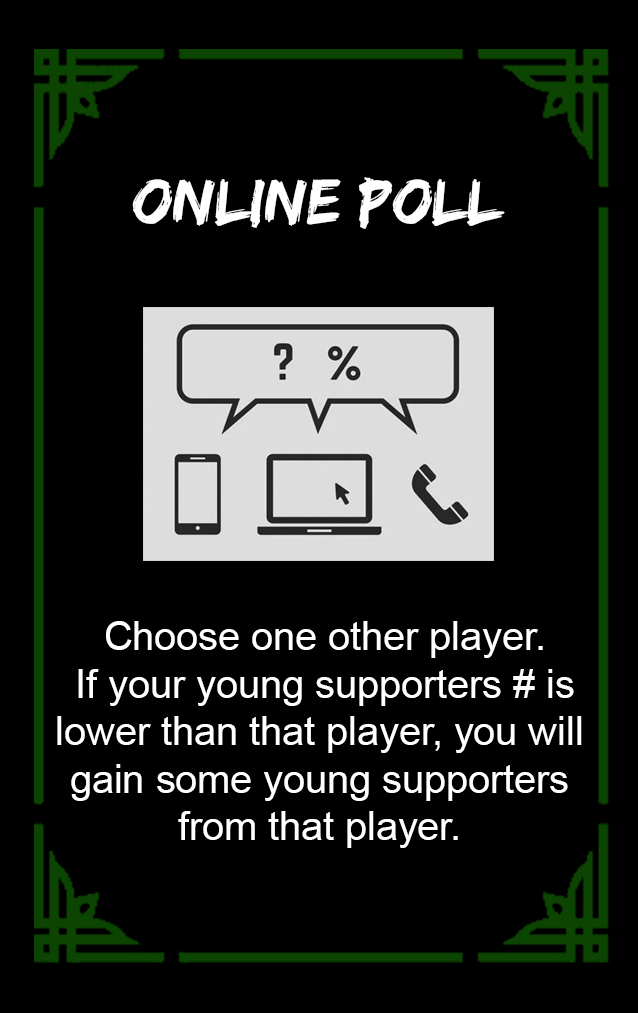 ONLINE POLL
? %
Choose one other player.
If your young supporters # is
lower than that player, you will
gain some young supporters
from that player.